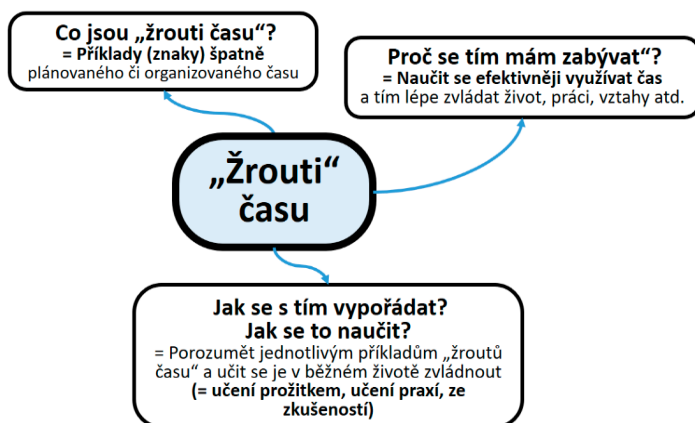 Co jsou „žrouti času“?
= Příklady (znaky) špatně
plánovaného či organizovaného času
Proč se tím mám zabývat“?
= Naučit se efektivněji využívat čas
a tím lépe zvládat život, práci, vztahy atd.
„Žrouti“
času
Jak se s tím vypořádat?
Jak se to naučit?
= Porozumět jednotlivým příkladům „žroutů
času“ a učit se je v běžném životě zvládnout
(= učení prožitkem, učení praxí, ze
zkušeností)